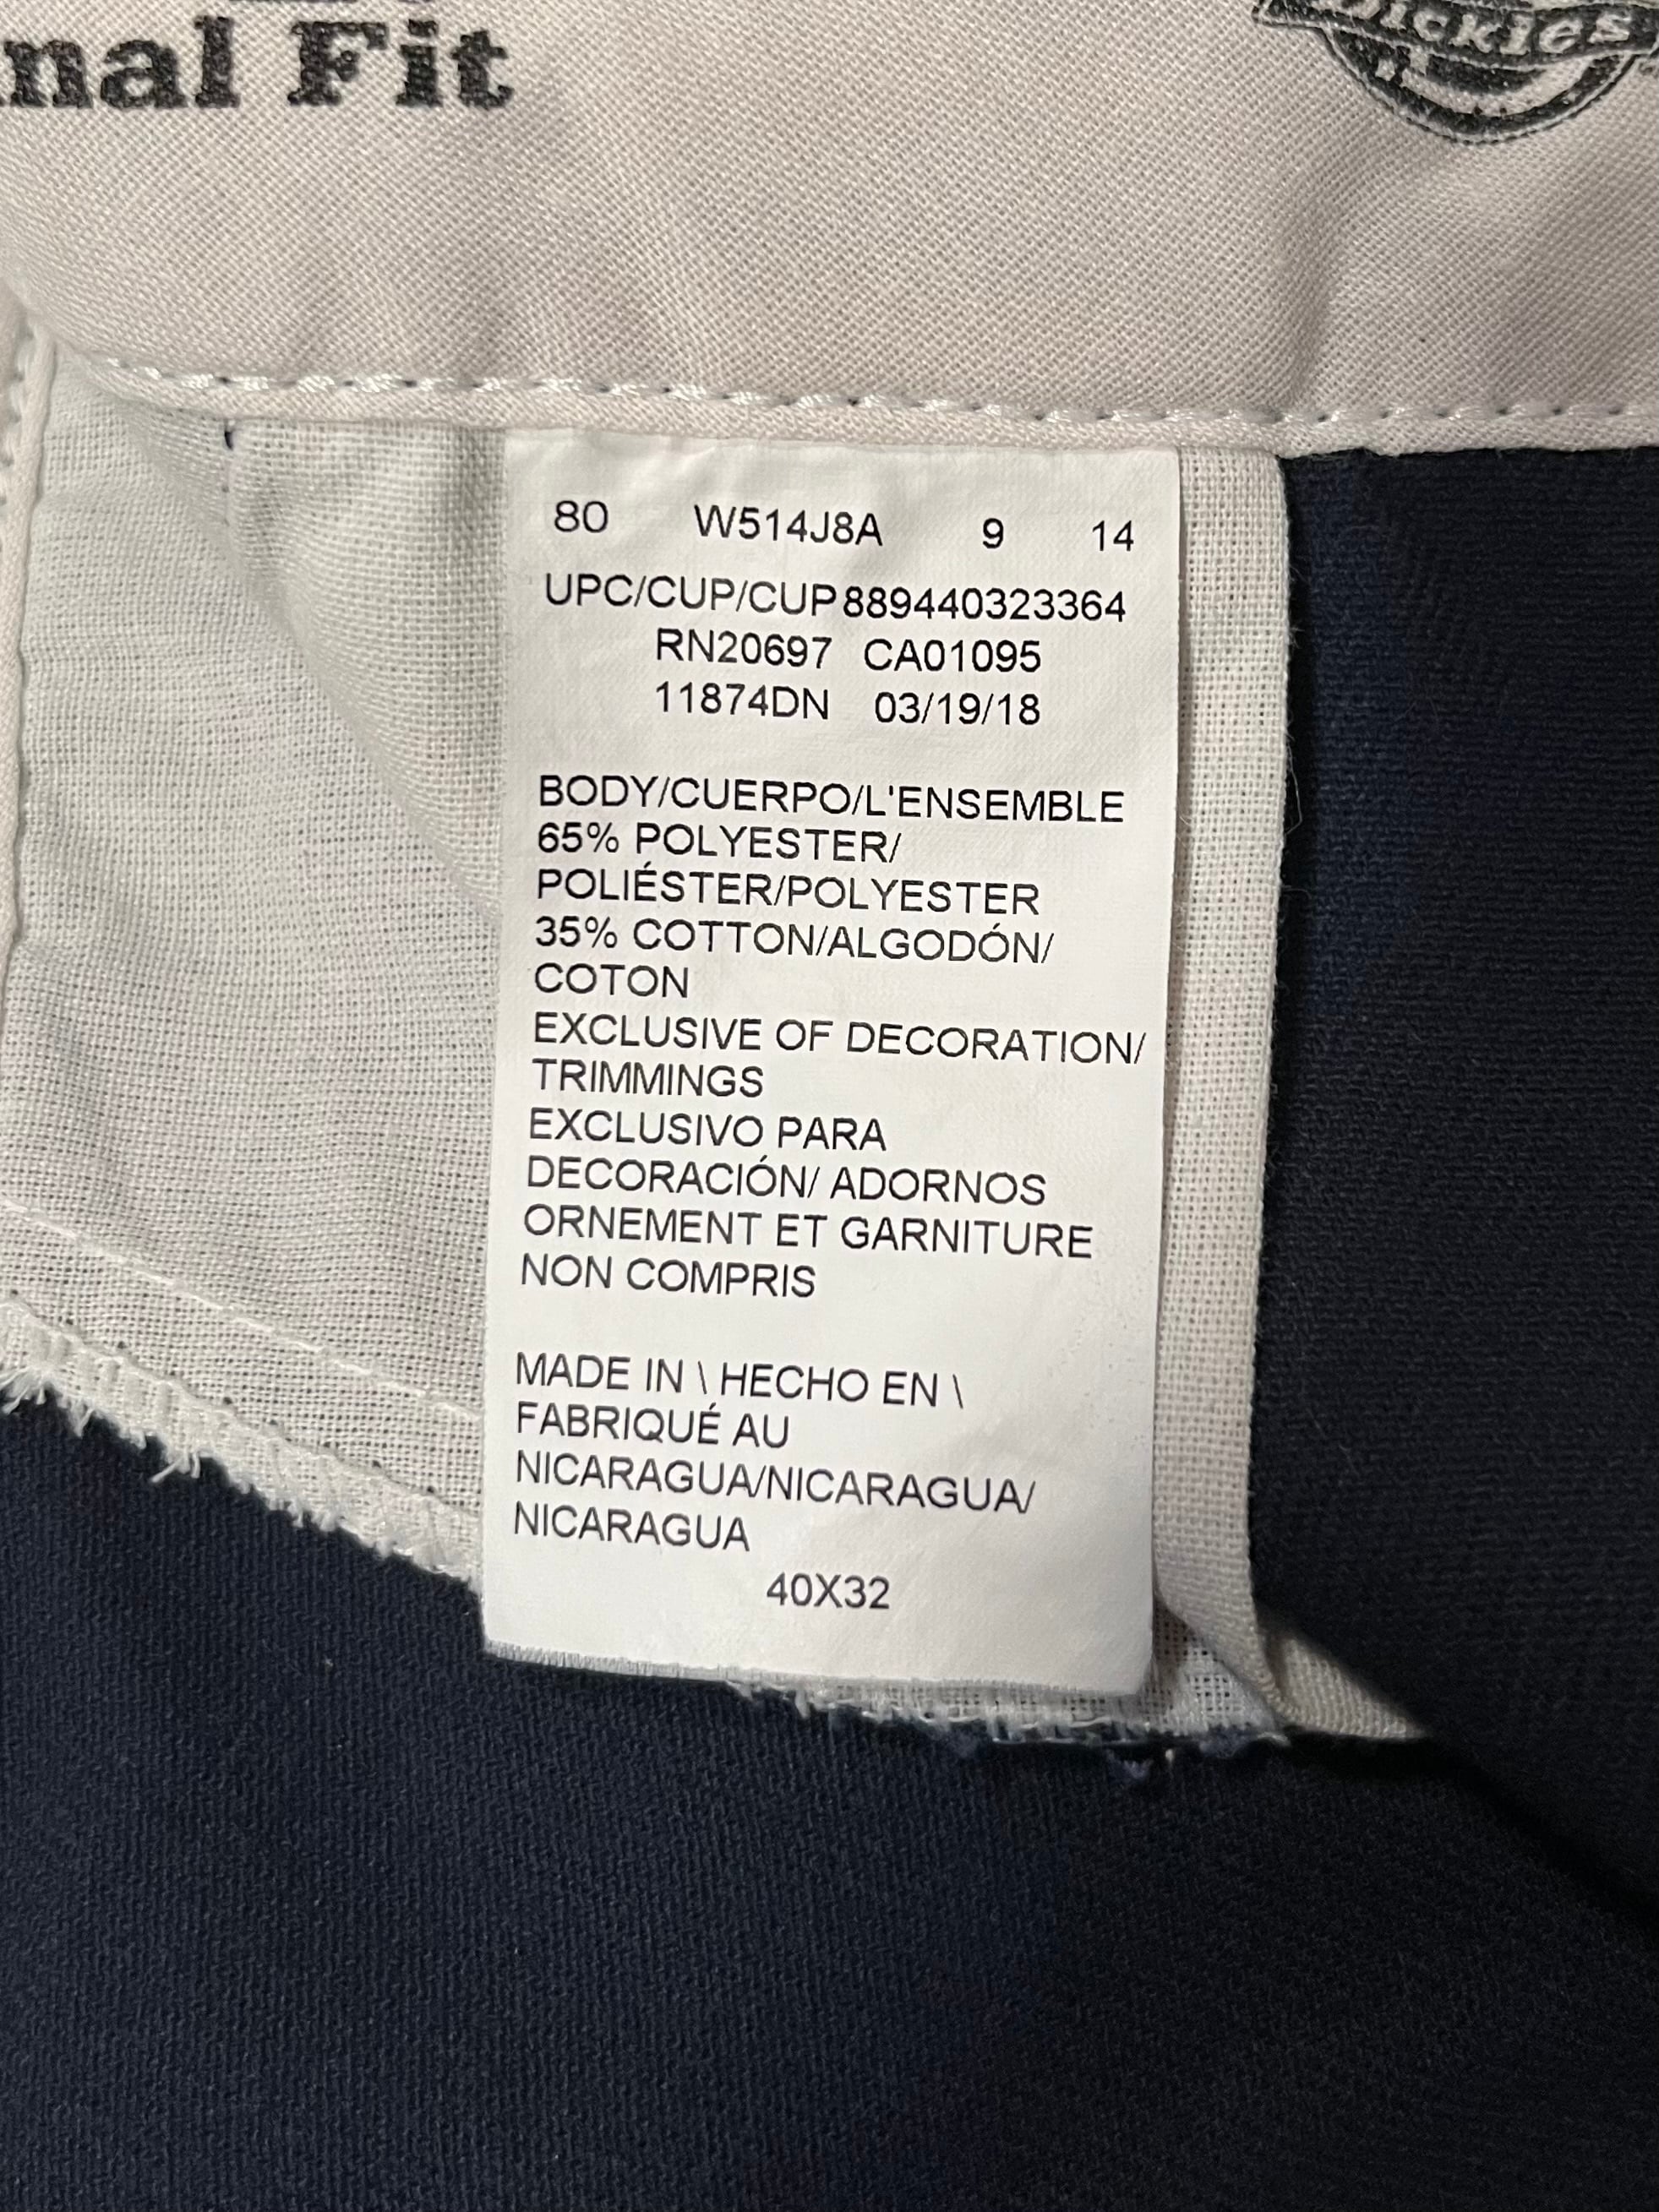 nal Fit
Dickies
80 W514J8A 9 14
UPC/CUP/CUP 889440323364
RN20697 CA01095
11874DN 03/19/18
BODY/CUERPO/L'ENSEMBLE
65% POLYESTER/
POLIÉSTER/POLYESTER
35% COTTON/ALGODÓN/
COTON
EXCLUSIVE OF DECORATION/
TRIMMINGS
EXCLUSIVO PARA
DECORACIÓN/ ADORNOS
ORNEMENT ET GARNITURE
NON COMPRIS
MADE IN \ HECHO EN \
FABRIQUÉ AU
NICARAGUA/NICARAGUA/
NICARAGUA
40X32